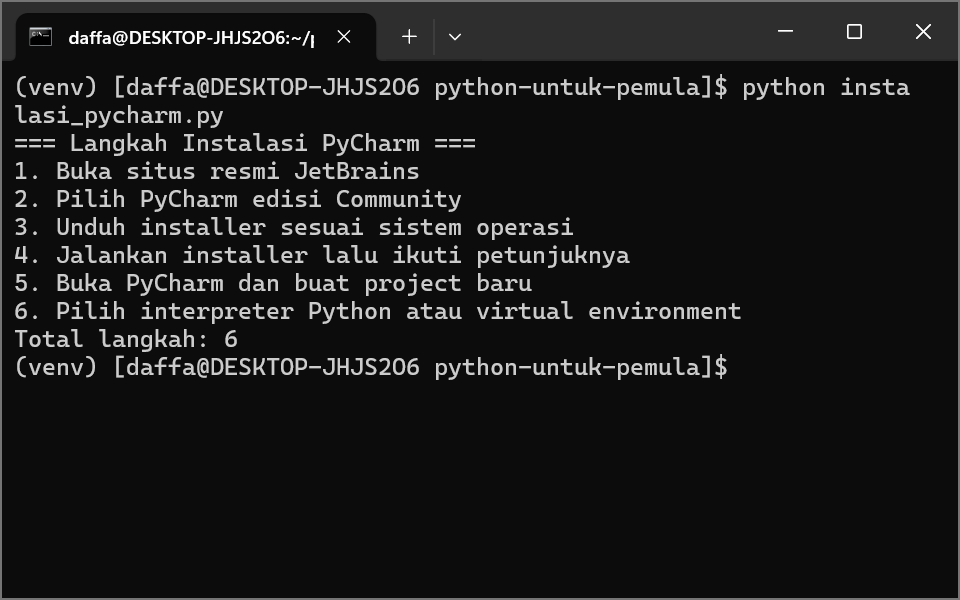 daffa@DESKTOP-JHJS2O6:~/p
(venv) [daffa@DESKTOP-JHJS2O6 python-untuk-pemula]$ python insta
lasi_pycharm.py
=== Langkah Instalasi PyCharm ===
1. Buka situs resmi JetBrains
2. Pilih PyCharm edisi Community
3. Unduh installer sesuai sistem operasi
4. Jalankan installer lalu ikuti petunjuknya
5. Buka PyCharm dan buat project baru
6. Pilih interpreter Python atau virtual environment
Total langkah: 6
(venv) [daffa@DESKTOP-JHJS2O6 python-untuk-pemula]$